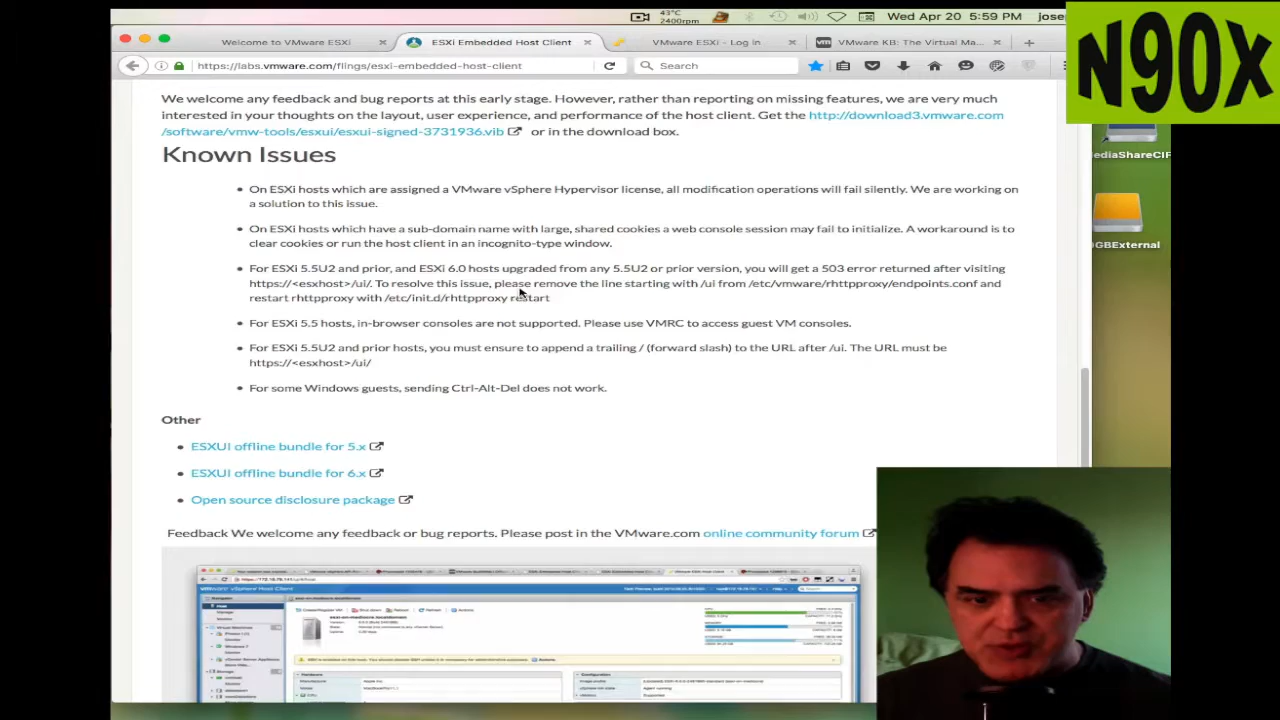 43°C
2400rpm
Wed Apr 20 5:59 PM
N90X
Welcome to VMware ESXi
ESXi Embedded Host Client
VMware ESXi - Log in
VMware KB: The Virtual Ma...
https://labs.vmware.com/flings/esxi-embedded-host-client
Search
We welcome any feedback and bug reports at this early stage. However, rather than reporting on missing features, we are very much
interested in your thoughts on the layout, user experience, and performance of the host client. Get the http://download3.vmware.com
/software/vmw-tools/esxui/esxui-signed-3731936.vib or in the download box.
Known Issues
• On ESXi hosts which are assigned a VMware vSphere Hypervisor license, all modification operations will fail silently. We are working on
a solution to this issue.
• On ESXi hosts which have a sub-domain name with large, shared cookies a web console session may fail to initialize. A workaround is to
clear cookies or run the host client in an incognito-type window.
• For ESXi 5.5U2 and prior, and ESXi 6.0 hosts upgraded from any 5.5U2 or prior version, you will get a 503 error returned after visiting
https://<esxhost>/ui/. To resolve this issue, please remove the line starting with /ui from /etc/vmware/rhttpproxy/endpoints.conf and
restart rhttpproxy with /etc/init.d/rhttpproxy restart
• For ESXi 5.5 hosts, in-browser consoles are not supported. Please use VMRC to access guest VM consoles.
• For ESXi 5.5U2 and prior hosts, you must ensure to append a trailing / (forward slash) to the URL after /ui. The URL must be
https://<esxhost>/ui/
• For some Windows guests, sending Ctrl-Alt-Del does not work.
Other
• ESXUI offline bundle for 5.x
• ESXUI offline bundle for 6.x
• Open source disclosure package
Feedback We welcome any feedback or bug reports. Please post in the VMware.com online community forum